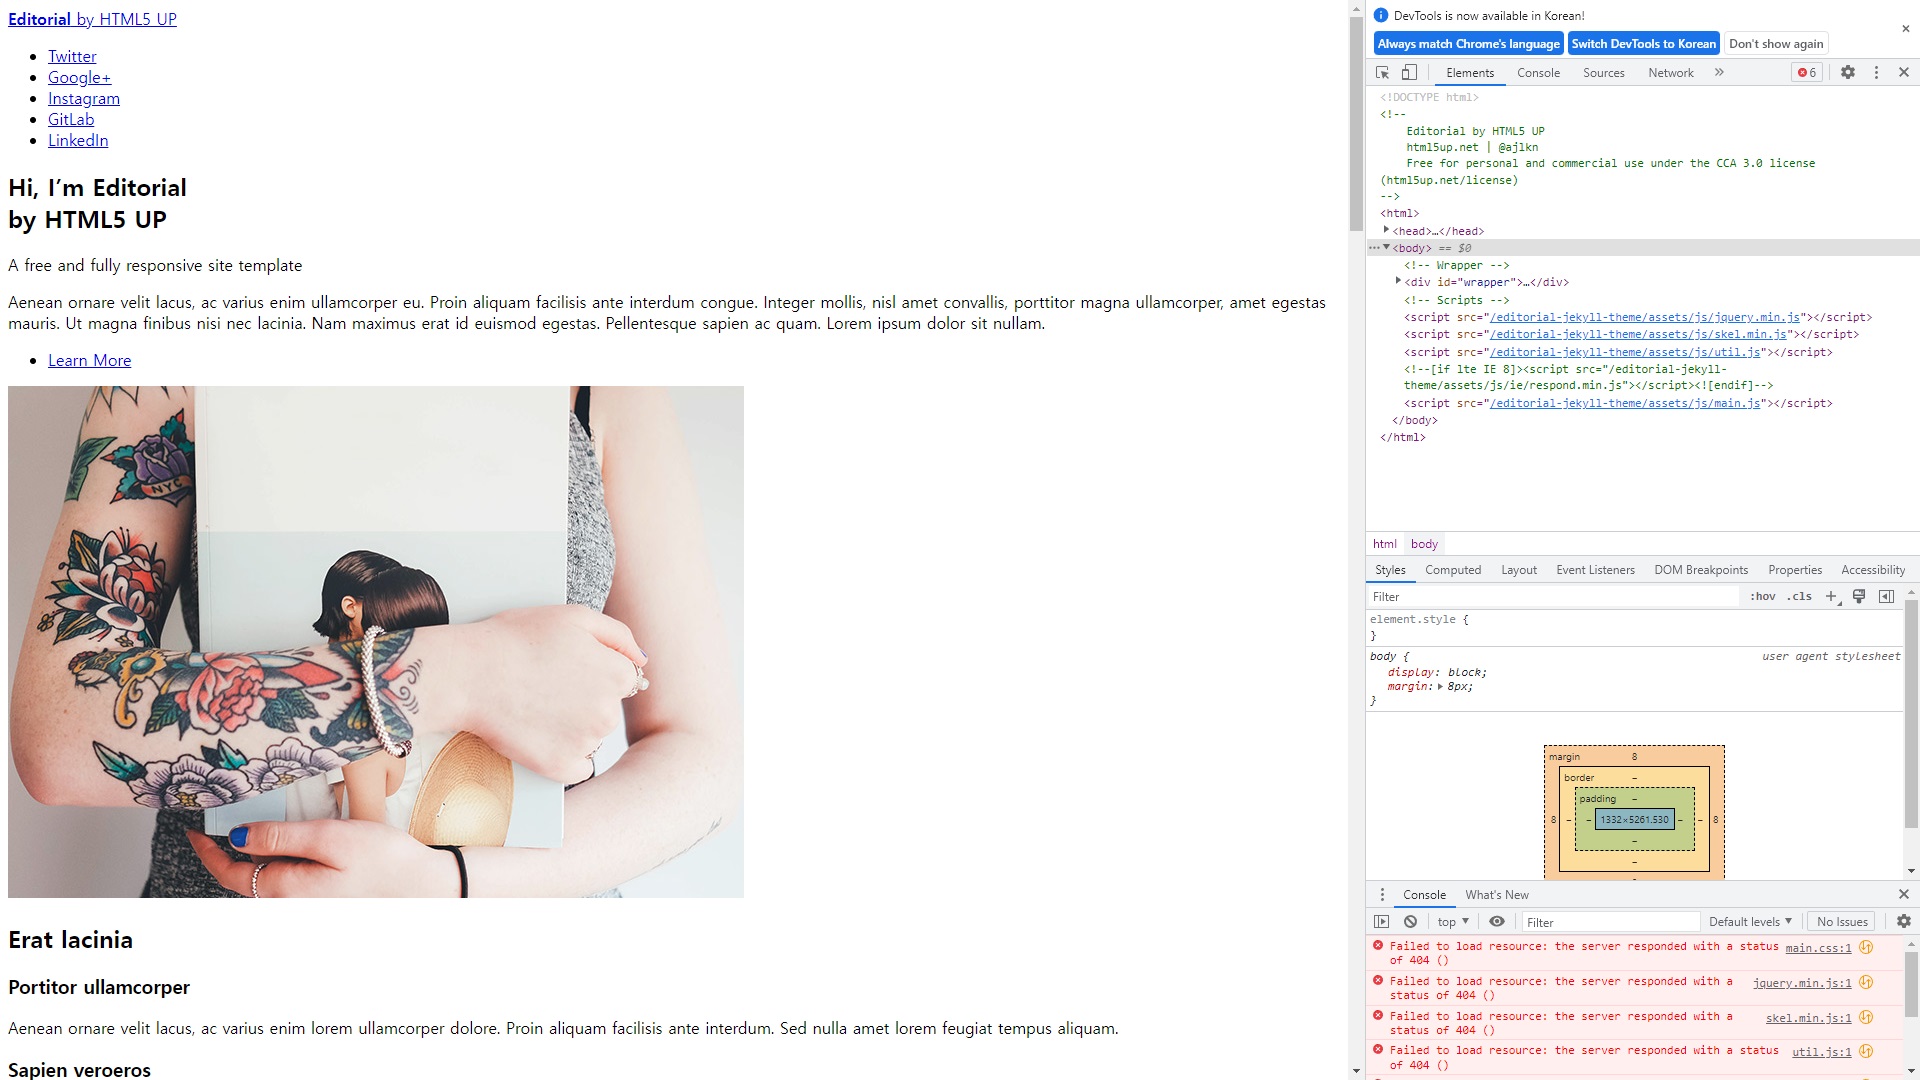 Editorial by HTML5 UP
Twitter
Google+
Instagram
GitLab
LinkedIn
Hi, I’m Editorial
by HTML5 UP
A free and fully responsive site template
Aenean ornare velit lacus, ac varius enim ullamcorper eu. Proin aliquam facilisis ante interdum congue. Integer mollis, nisl amet convallis, porttitor magna ullamcorper, amet egestas
mauris. Ut magna finibus nisi nec lacinia. Nam maximus erat id euismod egestas. Pellentesque sapien ac quam. Lorem ipsum dolor sit nullam.
Learn More
NYC
Erat lacinia
Portitor ullamcorper
Aenean ornare velit lacus, ac varius enim lorem ullamcorper dolore. Proin aliquam facilisis ante interdum. Sed nulla amet lorem feugiat tempus aliquam.
Sapien veroeros
DevTools is now available in Korean!
Always match Chrome's language Switch DevTools to Korean Don't show again
Elements Console Sources Network » 6
<!DOCTYPE html>
<!--
Editorial by HTML5 UP
html5up.net | @ajlkn
Free for personal and commercial use under the CCA 3.0 license
(html5up.net/license)
-->
<html>
<head>…</head>
<body> == $0
<!-- Wrapper -->
<div id="wrapper">…</div>
<!-- Scripts -->
<script src="/editorial-jekyll-theme/assets/js/jquery.min.js"></script>
<script src="/editorial-jekyll-theme/assets/js/skel.min.js"></script>
<script src="/editorial-jekyll-theme/assets/js/util.js"></script>
<!--[if lte IE 8]><script src="/editorial-jekyll-
theme/assets/js/ie/respond.min.js"></script><![endif]-->
<script src="/editorial-jekyll-theme/assets/js/main.js"></script>
</body>
</html>
html body
Styles Computed Layout Event Listeners DOM Breakpoints Properties Accessibility
Filter :hov .cls +
element.style {
}
body { user agent stylesheet
display: block;
margin: 8px;
}
margin 8
border –
padding –
8 – – 1332×5261.530 – – 8
–
–
Console What's New
top Filter Default levels No Issues
Failed to load resource: the server responded with a status main.css:1
of 404 ()
Failed to load resource: the server responded with a jquery.min.js:1
status of 404 ()
Failed to load resource: the server responded with a skel.min.js:1
status of 404 ()
Failed to load resource: the server responded with a status util.js:1
of 404 ()